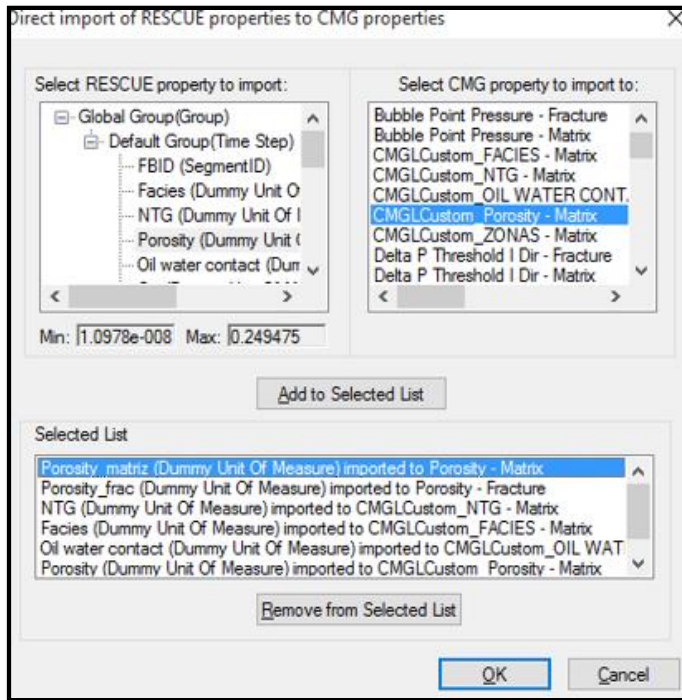 Direct import of RESCUE properties to CMG properties
Select RESCUE property to import:
Global Group(Group)
Default Group(Time Step)
FBID (SegmentID)
Facies (Dummy Unit O
NTG (Dummy Unit Of
Porosity (Dummy Unit
Oil water contact (Dum
Min: 1.0978e-008 Max: 0.249475
Select CMG property to import to:
Bubble Point Pressure - Fracture
Bubble Point Pressure - Matrix
CMGLCustom_FACIES - Matrix
CMGLCustom_NTG - Matrix
CMGLCustom_OIL WATER CONT.
CMGLCustom_Porosity - Matrix
CMGLCustom_ZONAS - Matrix
Delta P Threshold I Dir - Fracture
Delta P Threshold I Dir - Matrix
Add to Selected List
Selected List
Porosity_matriz (Dummy Unit Of Measure) imported to Porosity - Matrix
Porosity_frac (Dummy Unit Of Measure) imported to Porosity - Fracture
NTG (Dummy Unit Of Measure) imported to CMGLCustom_NTG - Matrix
Facies (Dummy Unit Of Measure) imported to CMGLCustom_FACIES - Matrix
Oil water contact (Dummy Unit Of Measure) imported to CMGLCustom_OIL WAT
Porosity (Dummy Unit Of Measure) imported to CMGLCustom_Porosity - Matrix
Remove from Selected List
OK
Cancel